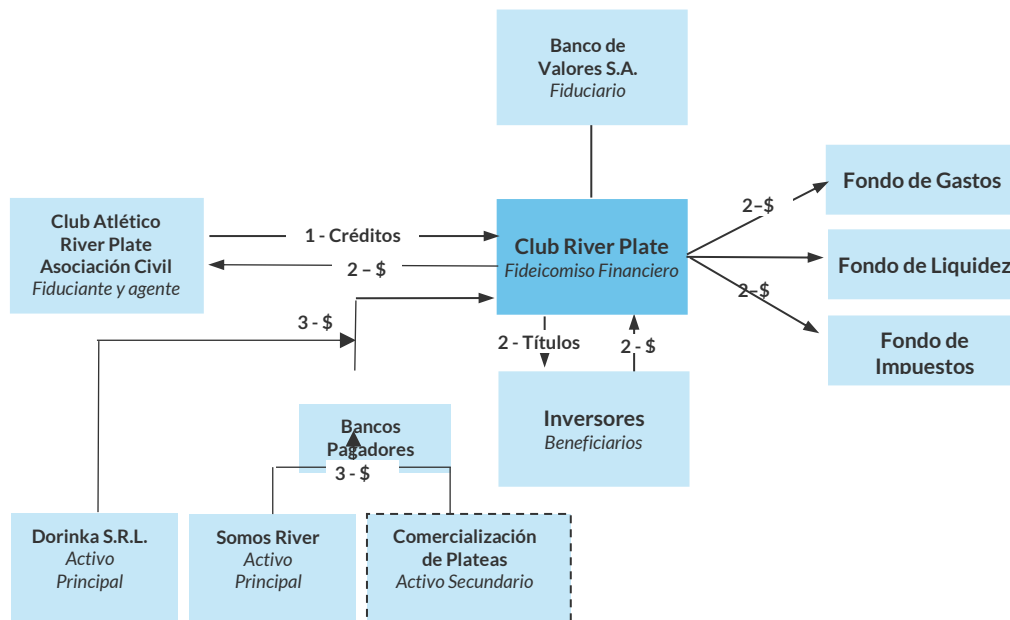 Banco de
Valores S.A.
Fiduciario
Fondo de Gastos
2–$
Club Atlético
River Plate
Asociación Civil
Fiduciante y agente
1 - Créditos
2 – $
Club River Plate
Fideicomiso Financiero
Fondo de Liquidez
2–$
3 - $
2 - Títulos
2 - $
Fondo de
Impuestos
Inversores
Beneficiarios
Bancos
Pagadores
3 - $
Dorinka S.R.L.
Activo
Principal
Somos River
Activo
Principal
Comercialización
de Plateas
Activo Secundario